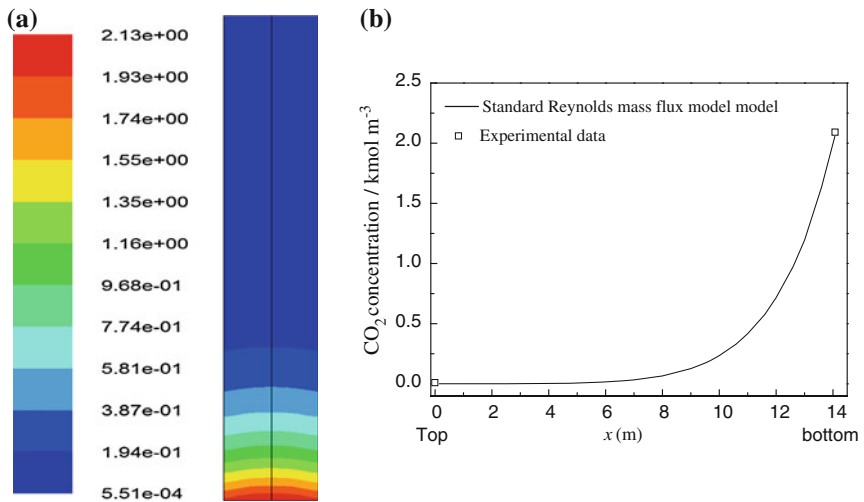 (a)
2.13e+00
1.93e+00
1.74e+00
1.55e+00
1.35e+00
1.16e+00
9.68e-01
7.74e-01
5.81e-01
3.87e-01
1.94e-01
5.51e-04
(b)
CO₂ concentration / kmol m⁻³
2.5
2.0
1.5
1.0
0.5
0.0
Standard Reynolds mass flux model model
Experimental data
0 2 4 6 8 10 12 14
Top x (m) bottom